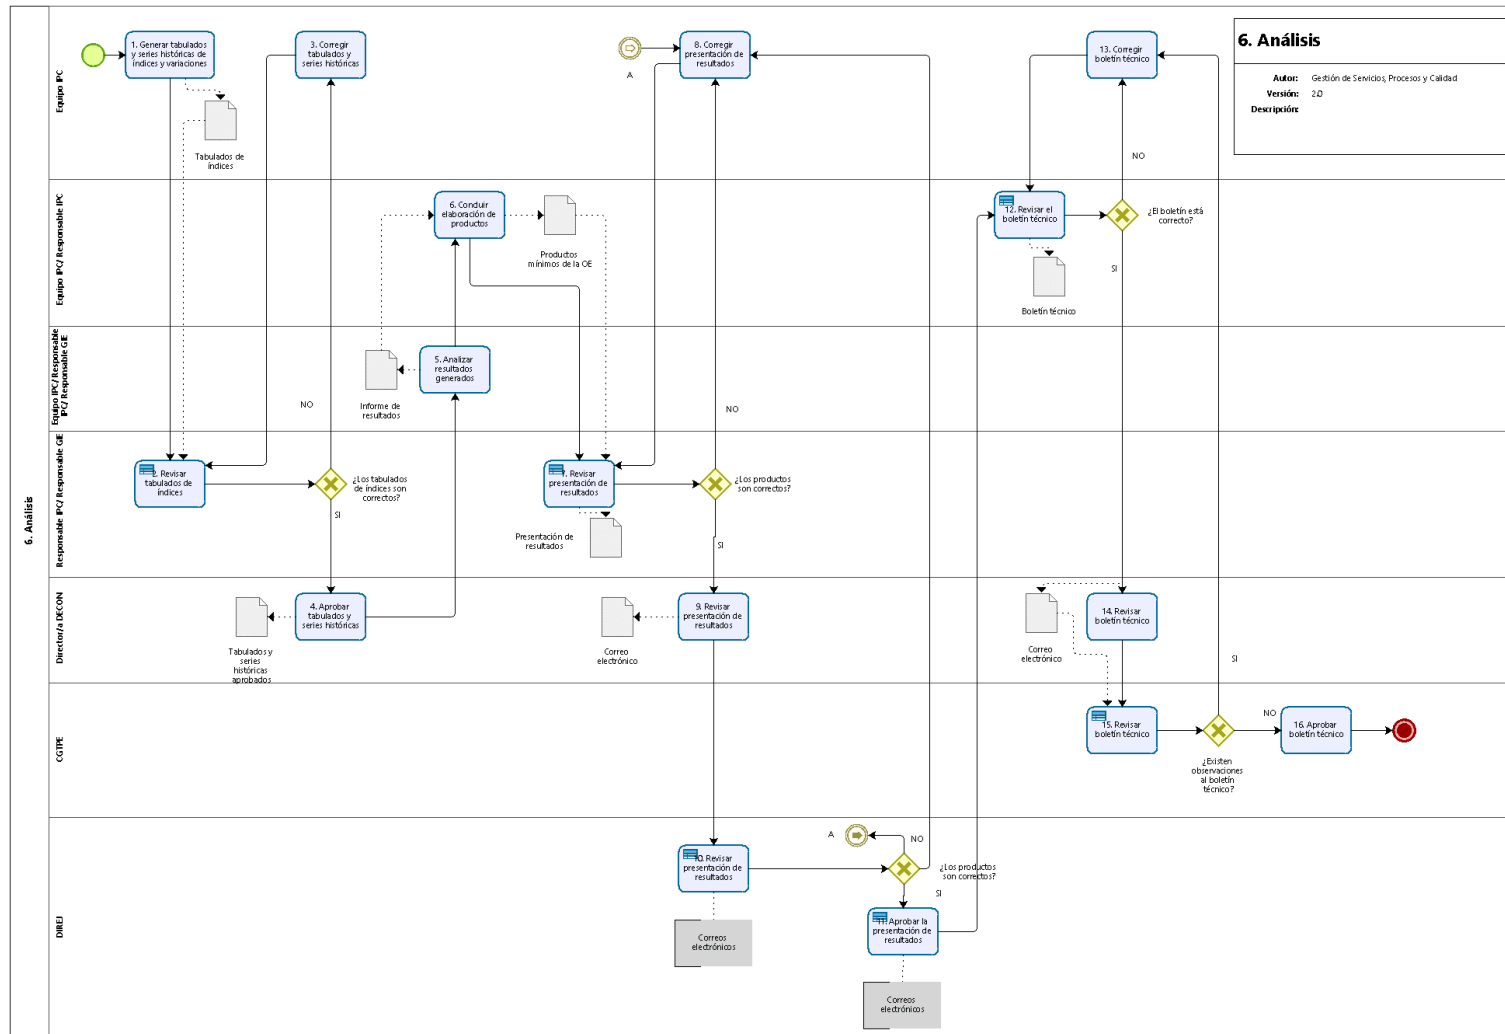 6. Análisis
6. Análisis
Autor: Gestión de Servicios, Procesos y Calidad
Versión: 2.0
Descripción:
Equipo IPC
1. Generar tabulados
y series históricas de
índices y variaciones
Tabulados de
índices
3. Corregir
tabulados y
series históricas
NO
A
8. Corregir
presentación de
resultados
NO
13. Corregir
boletín técnico
NO
Equipo IPC/ Responsable IPC
6. Concluir
elaboración de
productos
Productos
mínimos de la OE
12. Revisar el
boletín técnico
Boletín técnico
¿El boletín está
correcto?
SI
Equipo IPC/ Responsable
IPC/ Responsable GIE
Informe de
resultados
5. Analizar
resultados
generados
Responsable IPC/ Responsable GIE
2. Revisar
tabulados de
índices
¿Los tabulados
de índices son
correctos?
SI
7. Revisar
presentación de
resultados
Presentación de
resultados
¿Los productos
son correctos?
SI
Director/a DECON
Tabulados y
series
históricas
aprobados
4. Aprobar
tabulados y
series históricas
Correo
electrónico
9. Revisar
presentación de
resultados
Correo
electrónico
14. Revisar
boletín técnico
SI
CGTPE
15. Revisar
boletín técnico
¿Existen
observaciones
al boletín
técnico?
NO
16. Aprobar
boletín técnico
DIREJ
10. Revisar
presentación de
resultados
Correos
electrónicos
A
NO
¿Los productos
son correctos?
SI
11. Aprobar la
presentación de
resultados
Correos
electrónicos